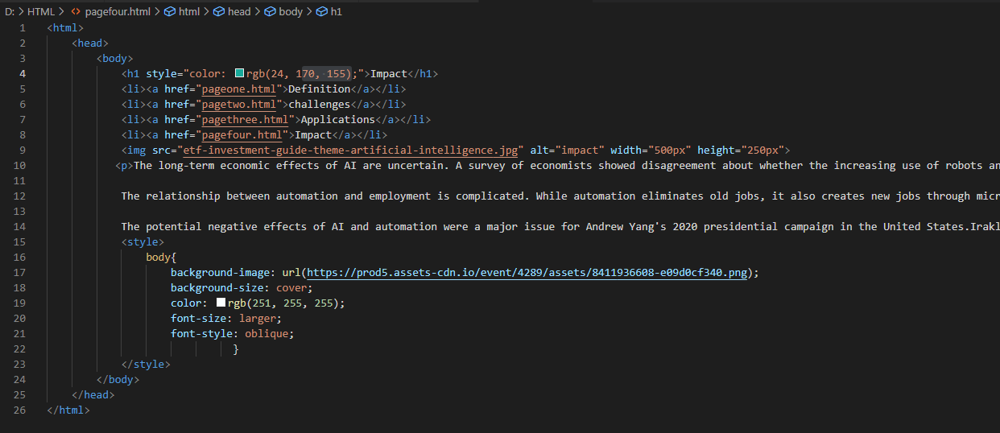 D: > HTML > <> pagefour.html > html > head > body > h1
1 <html>
2 <head>
3 <body>
4 <h1 style="color: rgb(24, 170, 155);">Impact</h1>
5 <li><a href="pageone.html">Definition</a></li>
6 <li><a href="pagetwo.html">challenges</a></li>
7 <li><a href="pagethree.html">Applications</a></li>
8 <li><a href="pagefour.html">Impact</a></li>
9 <img src="etf-investment-guide-theme-artificial-intelligence.jpg" alt="impact" width="500px" height="250px">
10 <p>The long-term economic effects of AI are uncertain. A survey of economists showed disagreement about whether the increasing use of robots an
11
12 The relationship between automation and employment is complicated. While automation eliminates old jobs, it also creates new jobs through micr
13
14 The potential negative effects of AI and automation were a major issue for Andrew Yang's 2020 presidential campaign in the United States.Irakl
15 <style>
16 body{
17 background-image: url(https://prod5.assets-cdn.io/event/4289/assets/8411936608-e09d0cf340.png);
18 background-size: cover;
19 color: rgb(251, 255, 255);
20 font-size: larger;
21 font-style: oblique;
22 }
23 </style>
24 </body>
25 </head>
26 </html>